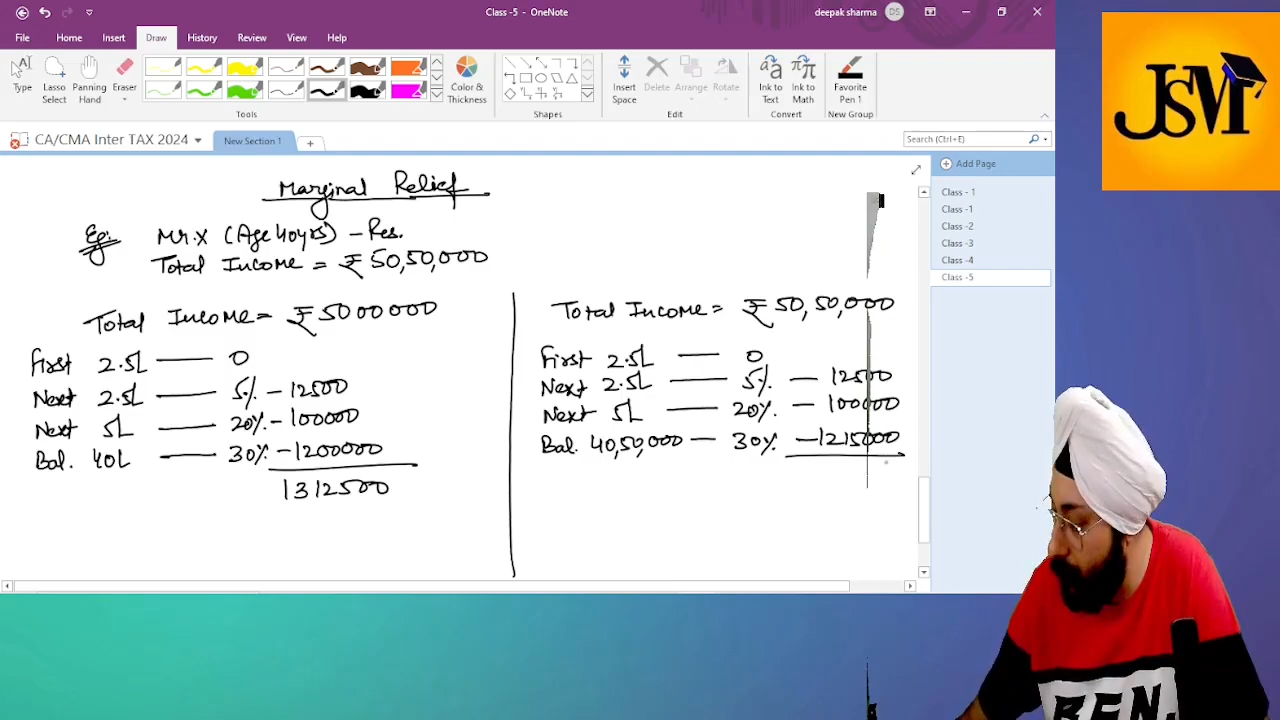 Class -5 - OneNote
deepak sharma
DS
File Home Insert Draw History Review View Help
Type
Lasso Select
Panning Hand
Eraser
Color & Thickness
Insert Space
Delete
Arrange
Rotate
Ink to Text
Ink to Math
Favorite Pen 1
Tools
Shapes
Edit
Convert
New Group
CA/CMA Inter TAX 2024
New Section 1
Search (Ctrl+E)
Add Page
Class - 1
Class -1
Class -2
Class -3
Class -4
Class -5
JSM
Marginal Relief
Eg: Mr. X (Age 40yrs) - Res.
Total Income = ₹ 50,50,000
Total Income = ₹ 5000000
First 2.5L — 0
Next 2.5L — 5% - 12500
Next 5L — 20% - 100000
Bal. 40L — 30% - 1200000
1312500
Total Income = ₹ 50,50,000
First 2.5L — 0
Next 2.5L — 5% — 12500
Next 5L — 20% — 100000
Bal. 40,50,000 — 30% — 1215000